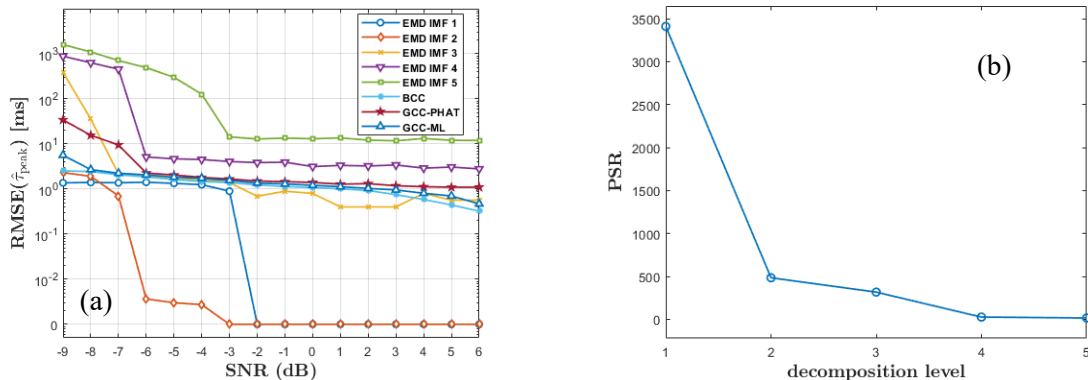 10³
10²
10¹
10⁰
10⁻¹
10⁻²
0
RMSE(τ̂peak) [ms]
EMD IMF 1
EMD IMF 2
EMD IMF 3
EMD IMF 4
EMD IMF 5
BCC
GCC-PHAT
GCC-ML
(a)
-9 -8 -7 -6 -5 -4 -3 -2 -1 0 1 2 3 4 5 6
SNR (dB)
3500
3000
2500
2000
1500
1000
500
0
PSR
(b)
1 2 3 4 5
decomposition level